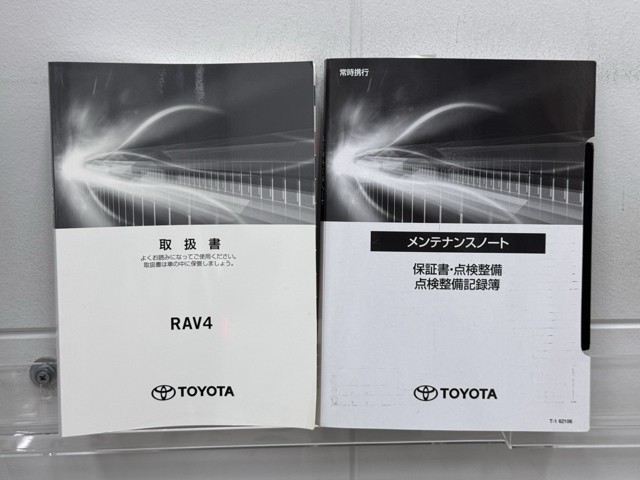 取扱書
よくお読みになってご使用ください。
取扱書は車の中に保管しましょう。
RAV4
TOYOTA
常時携行
メンテナンスノート
保証書・点検整備
点検整備記録簿
TOYOTA
T-1 62106